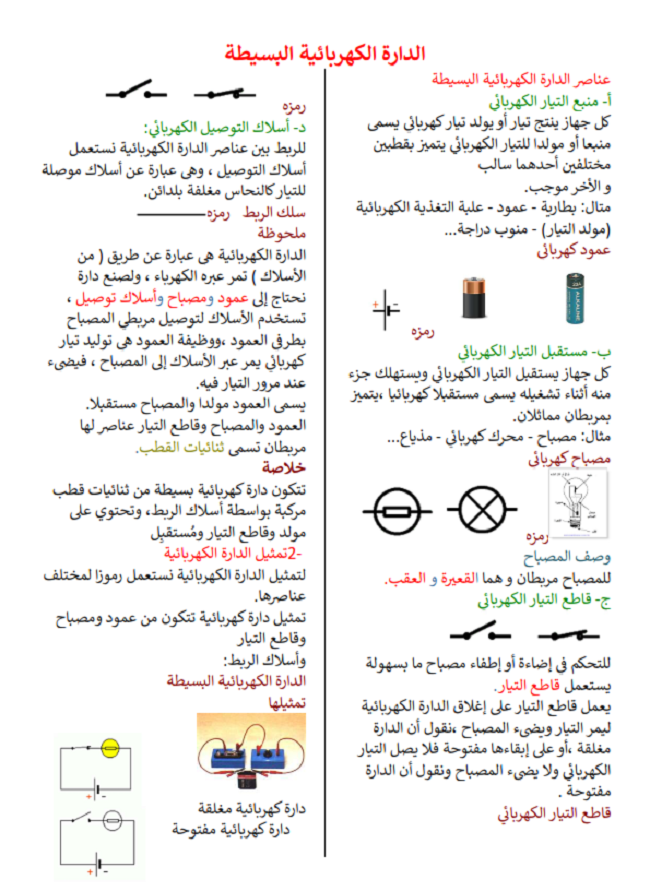 الدارة الكهربائية البسيطة
عناصر الدارة الكهربائية البسيطة
أ- منبع التيار الكهربائي
كل جهاز ينتج تيار أو يولد تيار كهربائي يسمى
منبعا أو مولدا للتيار الكهربائي يتميز بقطبين
مختلفين أحدهما سالب
و الأخر موجب.
مثال: بطارية - عمود - علبة التغذية الكهربائية
(مولد التيار) - منوب دراجة...
عمود كهربائي
+ -
رمزه
ب- مستقبل التيار الكهربائي
كل جهاز يستقبل التيار الكهربائي ويستهلك جزء
منه أثناء تشغيله يسمى مستقبلا كهربائيا ،يتميز
بمربطان مماثلان.
مثال: مصباح - محرك كهربائي - مذياع...
مصباح كهربائي
رمزه
وصف المصباح
للمصباح مربطان و هما القعيرة و العقب.
ج- قاطع التيار الكهربائي
للتحكم في إضاءة أو إطفاء مصباح ما بسهولة
يستعمل قاطع التيار.
يعمل قاطع التيار على إغلاق الدارة الكهربائية
ليمر التيار ويضيء المصباح ،نقول أن الدارة
مغلقة ،أو على إبقاءها مفتوحة فلا يصل التيار
الكهربائي ولا يضيء المصباح ونقول أن الدارة
مفتوحة .
قاطع التيار الكهربائي
رمزه
د- أسلاك التوصيل الكهربائي:
للربط بين عناصر الدارة الكهربائية نستعمل
أسلاك التوصيل ، وهي عبارة عن أسلاك موصلة
للتيار كالنحاس مغلفة بلدائن.
سلك الربط رمزه
ملحوظة
الدارة الكهربائية هي عبارة عن طريق ( من
الأسلاك ) تمر عبره الكهرباء ، ولصنع دارة
نحتاج إلى عمود ومصباح وأسلاك توصيل ،
تستخدم الأسلاك لتوصيل مربطي المصباح
بطرفي العمود ،ووظيفة العمود هي توليد تيار
كهربائي يمر عبر الأسلاك إلى المصباح ، فيضيء
عند مرور التيار فيه.
يسمى العمود مولدا والمصباح مستقبلا.
العمود والمصباح وقاطع التيار عناصر لها
مربطان تسمى ثنائيات القطب.
خلاصة
تتكون دارة كهربائية بسيطة من ثنائيات قطب
مركبة بواسطة أسلاك الربط، وتحتوي على
مولد وقاطع التيار ومُستقبِل
-2تمثيل الدارة الكهربائية
لتمثيل الدارة الكهربائية تستعمل رموزا لمختلف
عناصرها.
تمثيل دارة كهربائية تتكون من عمود ومصباح
وقاطع التيار
وأسلاك الربط:
الدارة الكهربائية البسيطة
تمثيلها
+ -
دارة كهربائية مغلقة
دارة كهربائية مفتوحة
+ -